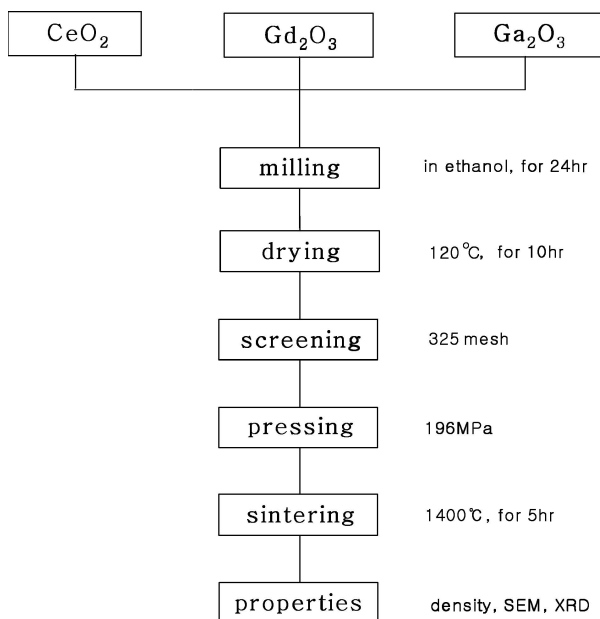 CeO₂ Gd₂O₃ Ga₂O₃
milling in ethanol, for 24hr
drying 120℃, for 10hr
screening 325 mesh
pressing 196MPa
sintering 1400℃, for 5hr
properties density, SEM, XRD